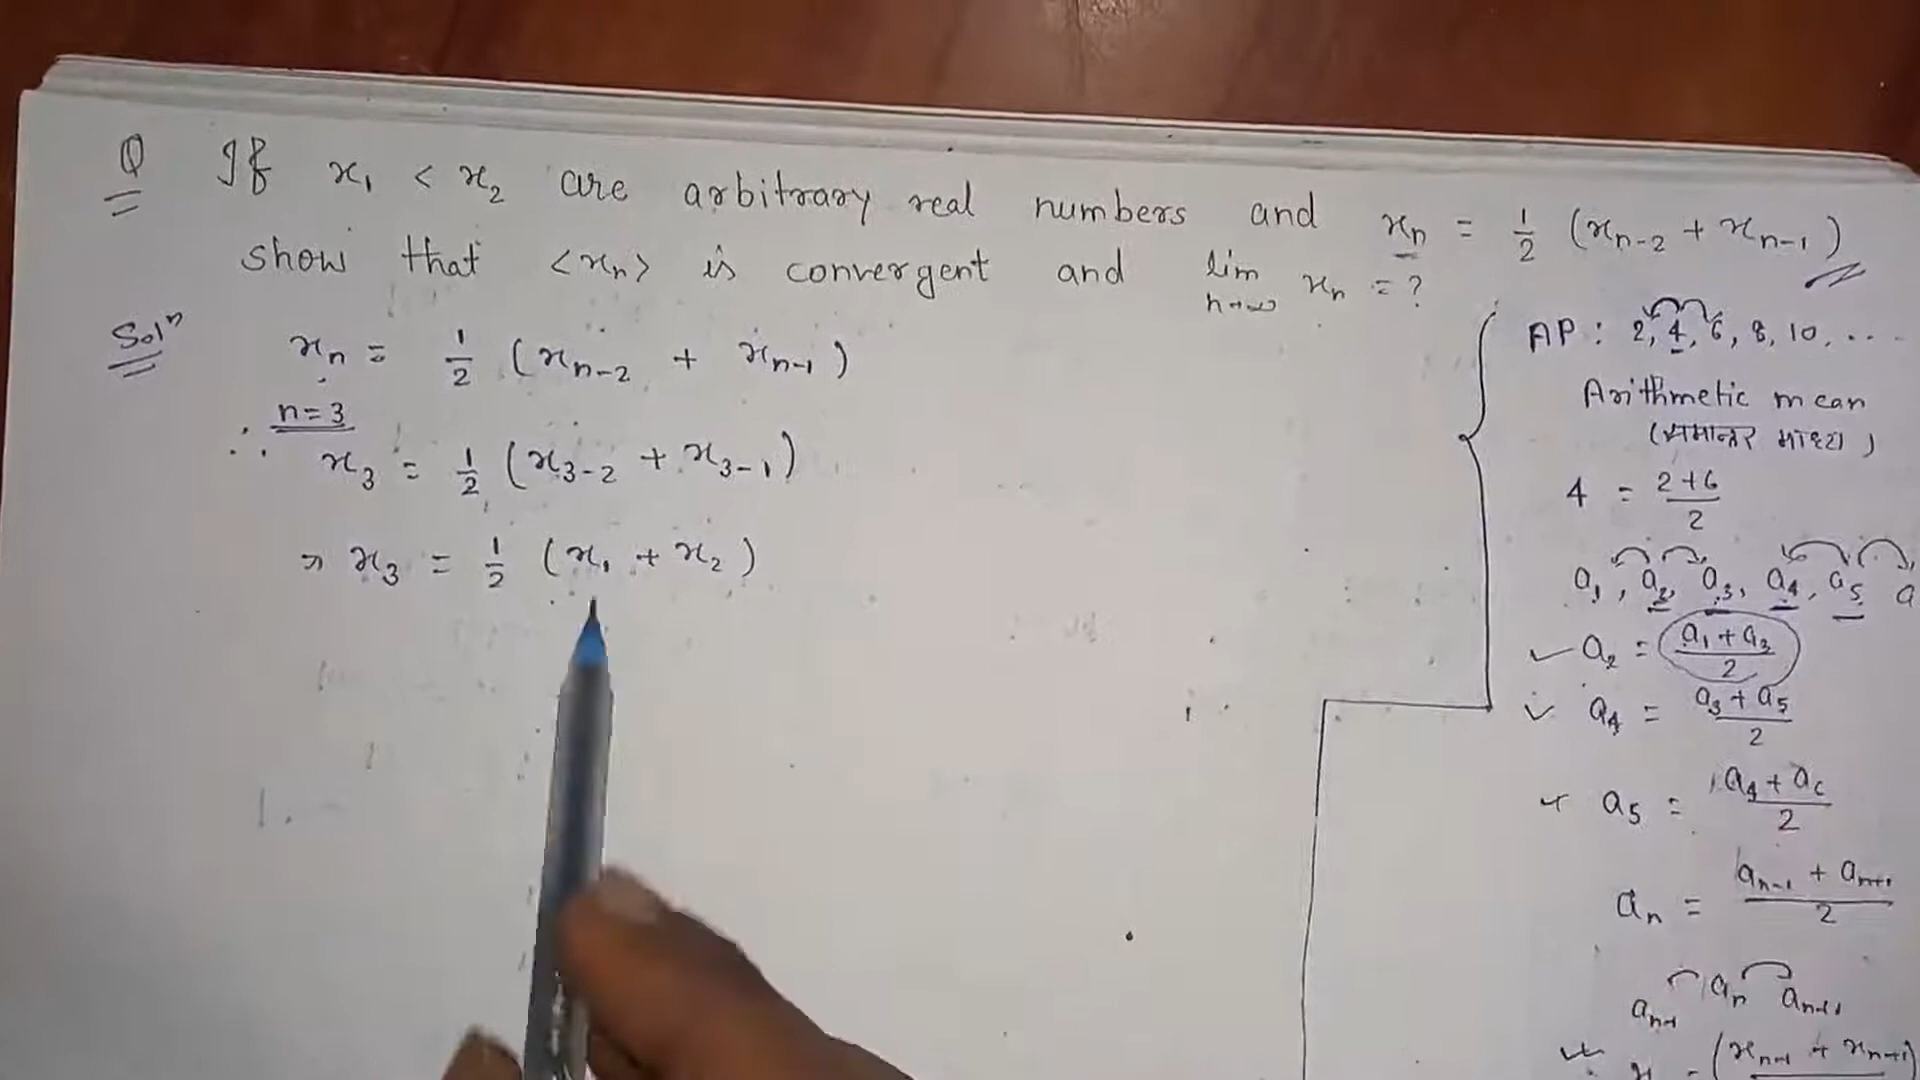 Q If x₁ < x₂ are arbitrary real numbers and xₙ = 1/2 (xₙ₋₂ + xₙ₋₁)
show that <xₙ> is convergent and lim n→∞ xₙ = ?
Solⁿ xₙ = 1/2 (xₙ₋₂ + xₙ₋₁)
∴ n=3
x₃ = 1/2 (x₃₋₂ + x₃₋₁)
⇒ x₃ = 1/2 (x₁ + x₂)
AP : 2, 4, 6, 8, 10, ....
Arithmetic mean
(समान्तर माध्य)
4 = 2+6/2
a₁, a₂, a₃, a₄, a₅, a
✓ a₂ = a₁ + a₃/2
✓ a₄ = a₃ + a₅/2
✓ a₅ = a₄ + a₆/2
aₙ = aₙ₋₁ + aₙ₊₁/2
aₙ₋₁ aₙ aₙ₊₁